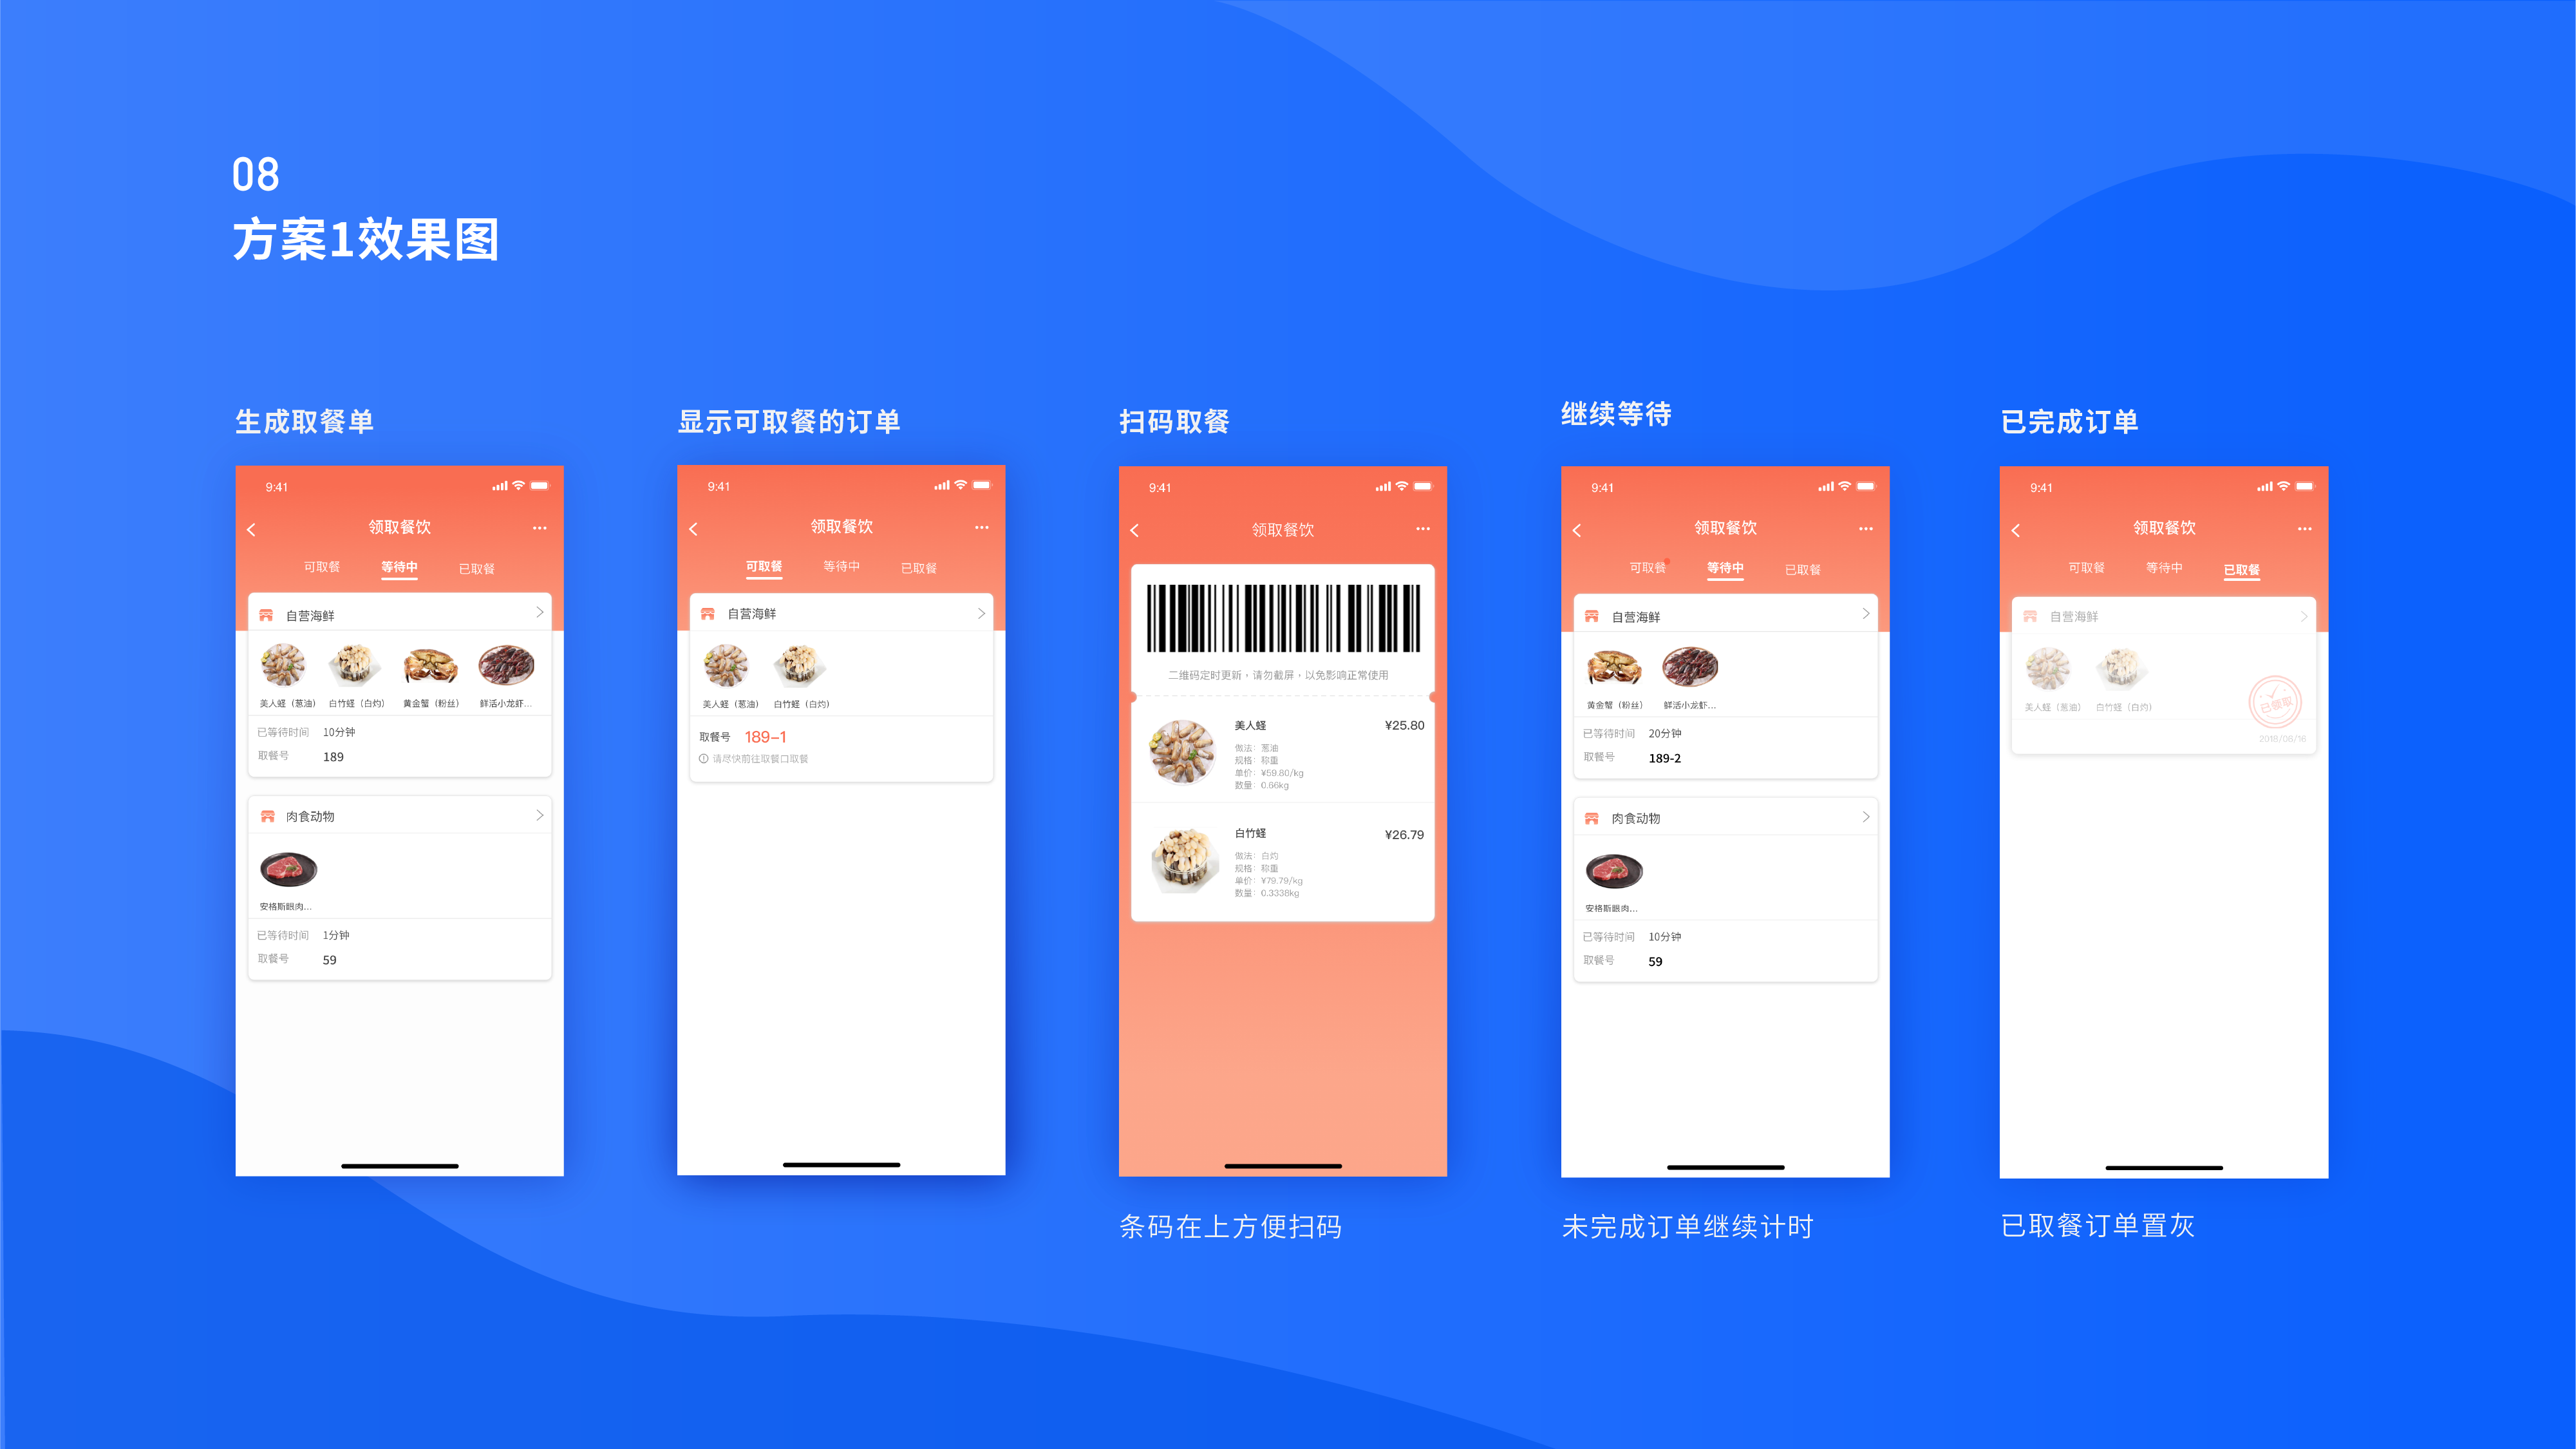 08
方案1效果图
生成取餐单
9:41
领取餐饮
可取餐 等待中 已取餐
自营海鲜
美人蛏（葱油） 白竹蛏（白灼） 黄金蟹（粉丝） 鲜活小龙虾...
已等待时间 10分钟
取餐号 189
肉食动物
安格斯眼肉...
已等待时间 1分钟
取餐号 59
显示可取餐的订单
9:41
领取餐饮
可取餐 等待中 已取餐
自营海鲜
美人蛏（葱油） 白竹蛏（白灼）
取餐号 189-1
请尽快前往取餐口取餐
扫码取餐
9:41
领取餐饮
二维码定时更新，请勿截屏，以免影响正常使用
美人蛏 ¥25.80
做法：葱油
规格：称重
单价：¥59.80/kg
数量：0.66kg
白竹蛏 ¥26.79
做法：白灼
规格：称重
单价：¥79.79/kg
数量：0.3338kg
条码在上方便扫码
继续等待
9:41
领取餐饮
可取餐 等待中 已取餐
自营海鲜
黄金蟹（粉丝） 鲜活小龙虾...
已等待时间 20分钟
取餐号 189-2
肉食动物
安格斯眼肉...
已等待时间 10分钟
取餐号 59
未完成订单继续计时
已完成订单
9:41
领取餐饮
可取餐 等待中 已取餐
自营海鲜
美人蛏（葱油） 白竹蛏（白灼）
已领取
2018/08/16
已取餐订单置灰